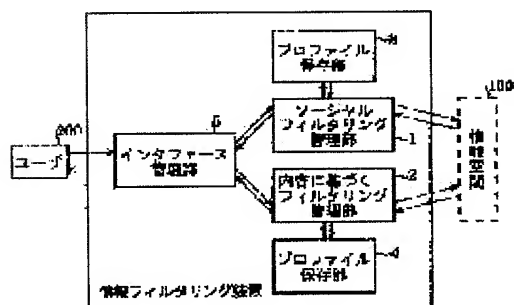 プロファイル
保存部
100
200
5
ソーシャル
フィルタリング
管理部
1
ユーザ
インタフェース
管理部
情報空間
2
内容に基づく
フィルタリング
管理部
4
プロファイル
保存部
情報フィルタリング装置